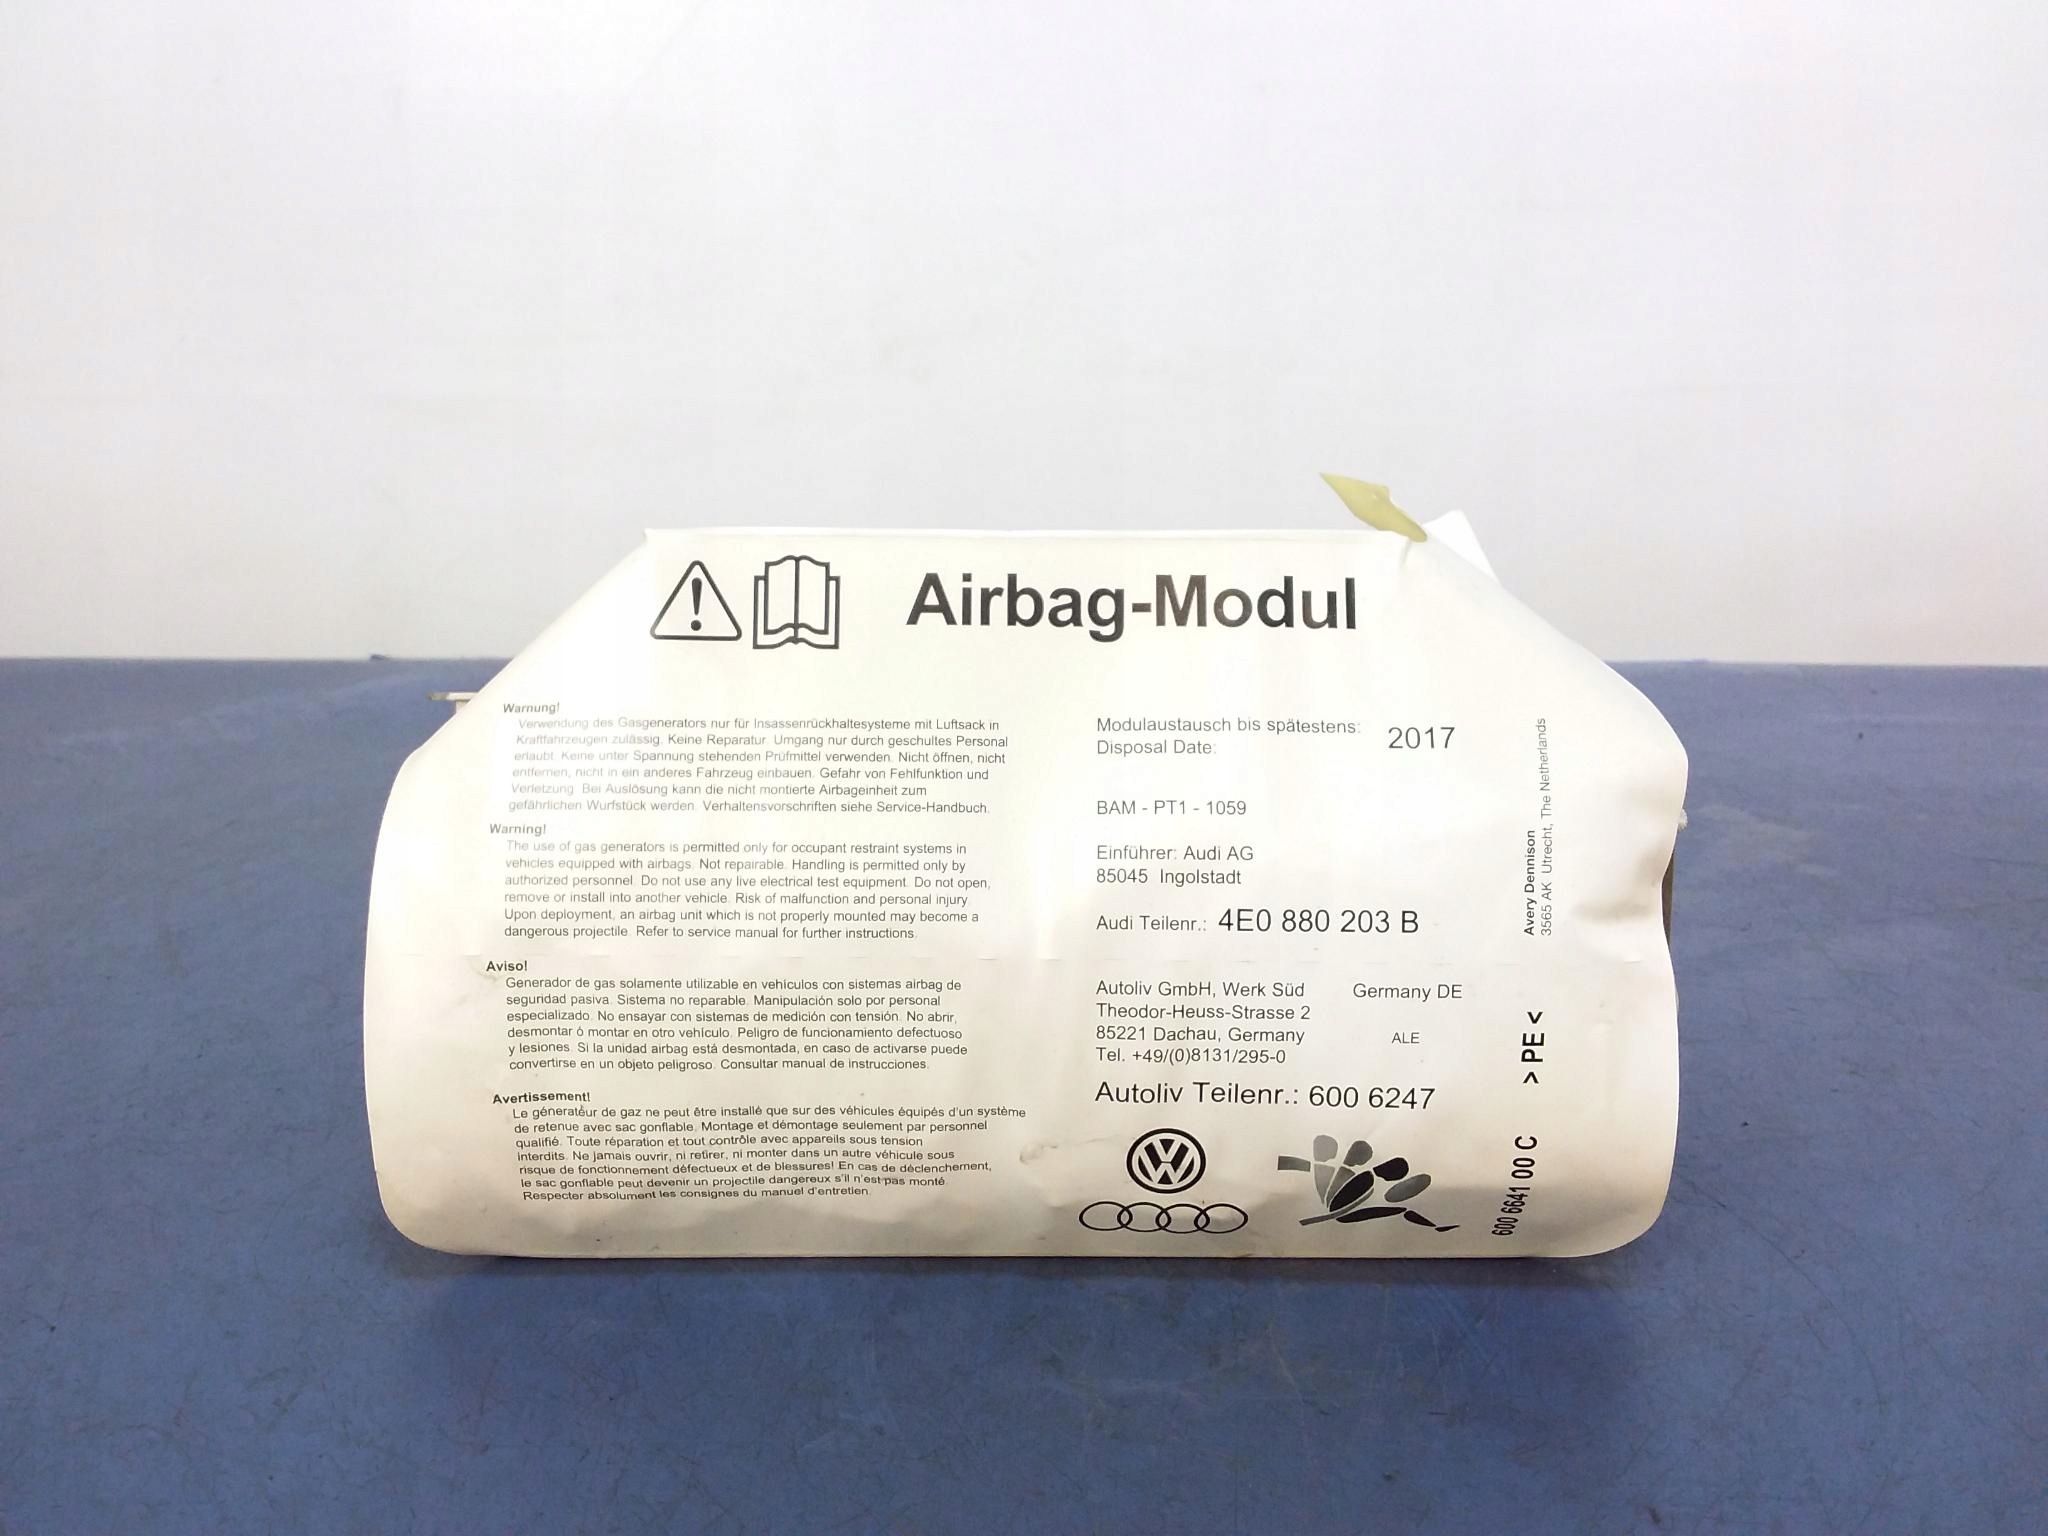 Airbag-Modul
Warnung!
Verwendung des Gasgenerators nur für Insassenrückhaltesysteme mit Luftsack in
Kraftfahrzeugen zulässig. Keine Reparatur. Umgang nur durch geschultes Personal
erlaubt. Keine unter Spannung stehenden Prüfmittel verwenden. Nicht öffnen, nicht
entfernen, nicht in ein anderes Fahrzeug einbauen. Gefahr von Fehlfunktion und
Verletzung. Bei Auslösung kann die nicht montierte Airbageinheit zum
gefährlichen Wurfstück werden. Verhaltensvorschriften siehe Service-Handbuch.
Warning!
The use of gas generators is permitted only for occupant restraint systems in
vehicles equipped with airbags. Not repairable. Handling is permitted only by
authorized personnel. Do not use any live electrical test equipment. Do not open,
remove or install into another vehicle. Risk of malfunction and personal injury.
Upon deployment, an airbag unit which is not properly mounted may become a
dangerous projectile. Refer to service manual for further instructions.
Aviso!
Generador de gas solamente utilizable en vehículos con sistemas airbag de
seguridad pasiva. Sistema no reparable. Manipulación solo por personal
especializado. No ensayar con sistemas de medición con tensión. No abrir,
desmontar ó montar en otro vehículo. Peligro de funcionamiento defectuoso
y lesiones. Si la unidad airbag está desmontada, en caso de activarse puede
convertirse en un objeto peligroso. Consultar manual de instrucciones.
Avertissement!
Le générateur de gaz ne peut être installé que sur des véhicules équipés d'un système
de retenue avec sac gonflable. Montage et démontage seulement par personnel
qualifié. Toute réparation et tout contrôle avec appareils sous tension
interdits. Ne jamais ouvrir, ni retirer, ni monter dans un autre véhicule sous
risque de fonctionnement défectueux et de blessures! En cas de déclenchement,
le sac gonflable peut devenir un projectile dangereux s'il n'est pas monté.
Respecter absolument les consignes du manuel d'entretien.
Modulaustausch bis spätestens: 2017
Disposal Date:
BAM - PT1 - 1059
Einführer: Audi AG
85045 Ingolstadt
Audi Teilenr.: 4E0 880 203 B
Autoliv GmbH, Werk Süd Germany DE
Theodor-Heuss-Strasse 2
85221 Dachau, Germany ALE
Tel. +49/(0)8131/295-0
Autoliv Teilenr.: 600 6247
Avery Dennison
3565 AK Utrecht, The Netherlands
> PE <
600 6641 00 C